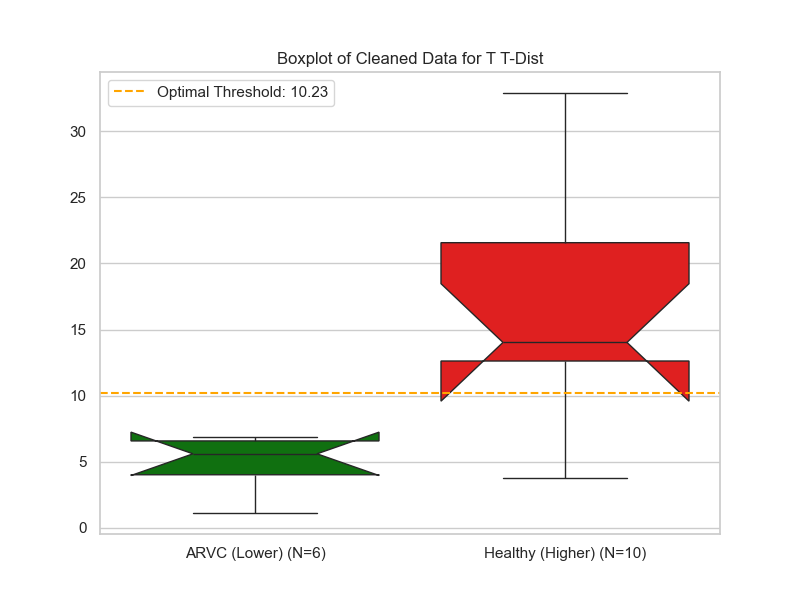 Boxplot of Cleaned Data for T T-Dist
Optimal Threshold: 10.23
30
25
20
15
10
5
0
ARVC (Lower) (N=6)
Healthy (Higher) (N=10)